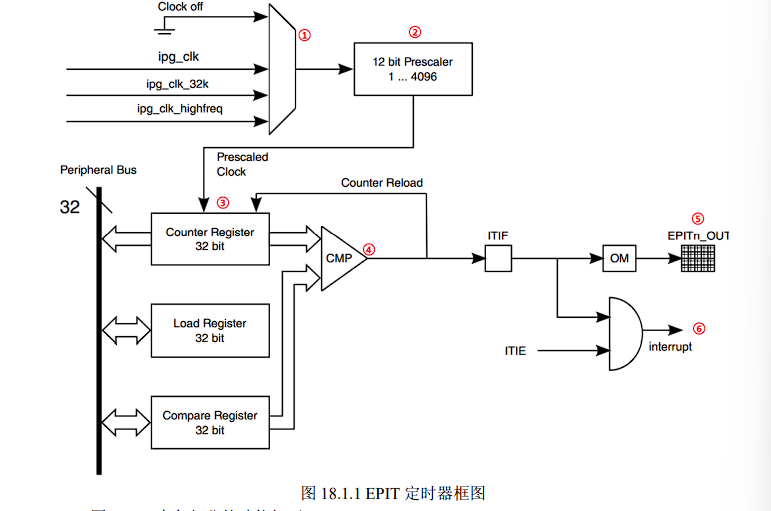 Clock off
①
ipg_clk
ipg_clk_32k
ipg_clk_highfreq
②
12 bit Prescaler
1 ... 4096
Prescaled
Clock
Peripheral Bus
32
③
Counter Reload
Counter Register
32 bit
CMP
④
ITIF
OM
⑤
EPITn_OUT
Load Register
32 bit
ITIE
⑥
interrupt
Compare Register
32 bit
图 18.1.1 EPIT 定时器框图